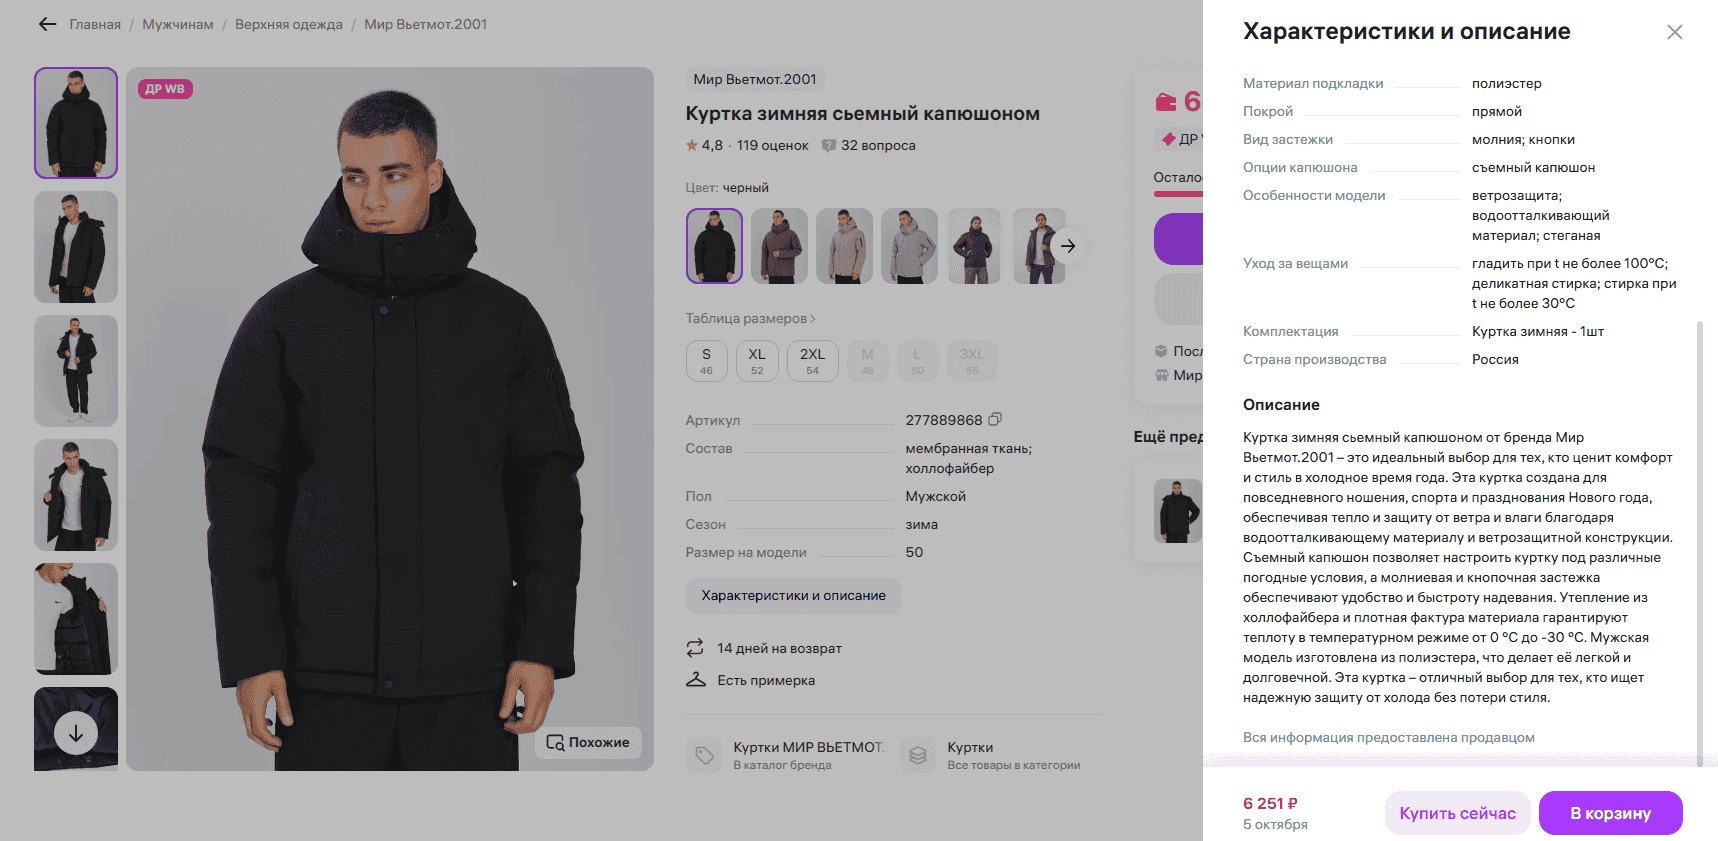 Главная / Мужчинам / Верхняя одежда / Мир Вьетмот.2001
ДР WB
Похожие
Мир Вьетмот.2001
Куртка зимняя сьемный капюшоном
4,8 · 119 оценок 32 вопроса
Цвет: черный
Таблица размеров
S XL 2XL M L 3XL
46 52 54 48 50 56
Артикул 277889868
Состав мембранная ткань;
холлофайбер
Пол Мужской
Сезон зима
Размер на модели 50
Характеристики и описание
14 дней на возврат
Есть примерка
Куртки МИР ВЬЕТМОТ.
В каталог бренда
Куртки
Все товары в категории
6
ДР
Мир
Характеристики и описание
Материал подкладки полиэстер
Покрой прямой
Вид застежки молния; кнопки
Опции капюшона съемный капюшон
Особенности модели ветрозащита;
водоотталкивающий
материал; стеганая
Уход за вещами гладить при t не более 100°C;
деликатная стирка; стирка при
t не более 30°C
Комплектация Куртка зимняя - 1шт
Страна производства Россия
Описание
Куртка зимняя сьемный капюшоном от бренда Мир
Вьетмот.2001 – это идеальный выбор для тех, кто ценит комфорт
и стиль в холодное время года. Эта куртка создана для
повседневного ношения, спорта и празднования Нового года,
обеспечивая тепло и защиту от ветра и влаги благодаря
водоотталкивающему материалу и ветрозащитной конструкции.
Съемный капюшон позволяет настроить куртку под различные
погодные условия, а молниевая и кнопочная застежка
обеспечивают удобство и быстроту надевания. Утепление из
холлофайбера и плотная фактура материала гарантируют
теплоту в температурном режиме от 0 °C до -30 °C. Мужская
модель изготовлена из полиэстера, что делает её легкой и
долговечной. Эта куртка – отличный выбор для тех, кто ищет
надежную защиту от холода без потери стиля.
Вся информация предоставлена продавцом
6 251 ₽
5 октября
Купить сейчас
В корзину